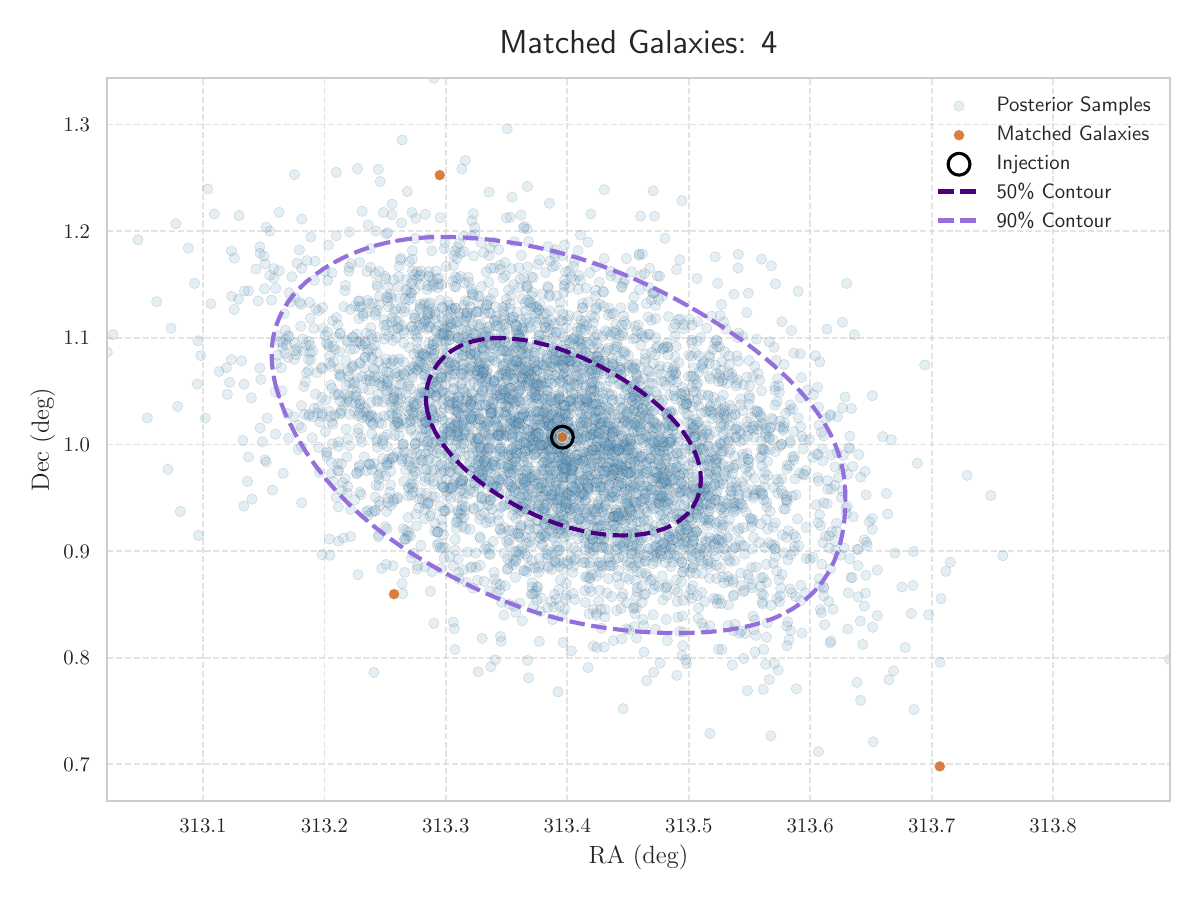 Matched Galaxies: 4
Posterior Samples
Matched Galaxies
Injection
50% Contour
90% Contour
1.3
1.2
1.1
1.0
0.9
0.8
0.7
Dec (deg)
313.1 313.2 313.3 313.4 313.5 313.6 313.7 313.8
RA (deg)